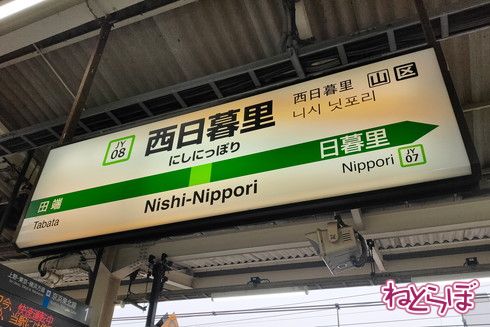 JY
08
西日暮里
にしにっぽり
西日暮里
니시 닛포리
山 区
田端
Tabata
Nishi-Nippori
日暮里
Nippori
JY
07
ねとらぼ